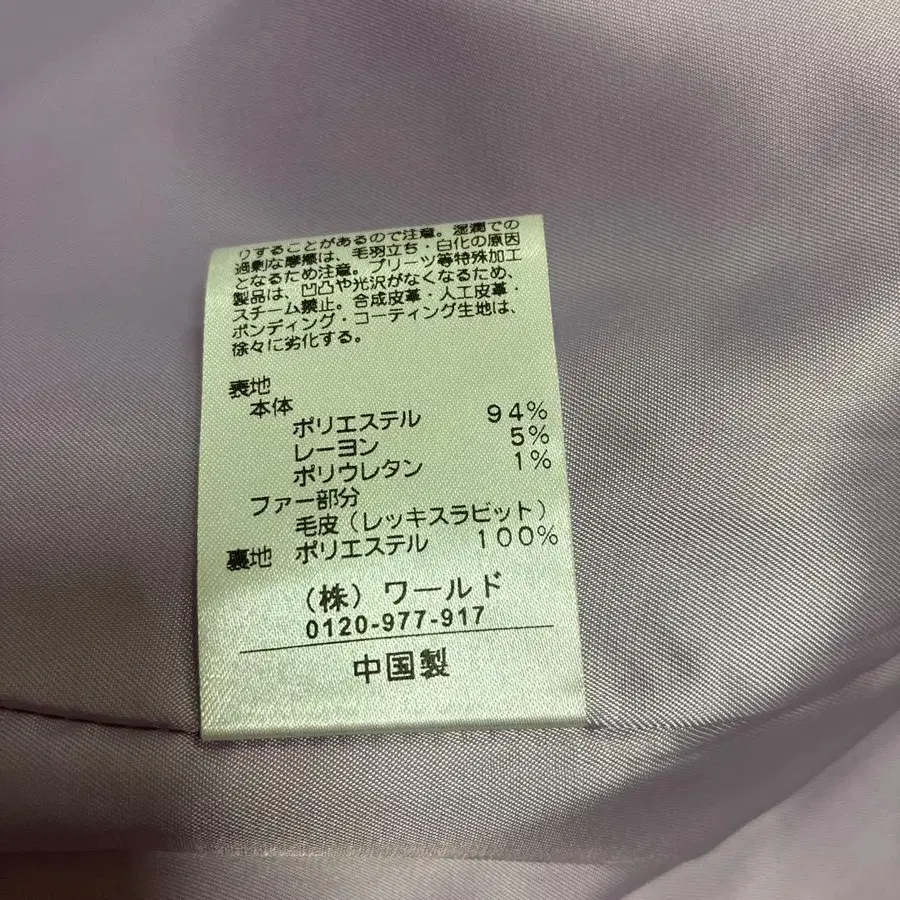 りすることがあるので注意。湿潤での
過剰な摩擦は、毛羽立ち・白化の原因
となるため注意。プリーツ等特殊加工
製品は、凹凸や光沢がなくなるため、
スチーム禁止。合成皮革・人工皮革・
ボンディング・コーティング生地は、
徐々に劣化する。
表地
本体
ポリエステル 94%
レーヨン 5%
ポリウレタン 1%
ファー部分
毛皮（レッキスラビット）
裏地 ポリエステル 100%
（株）ワールド
0120-977-917
中国製